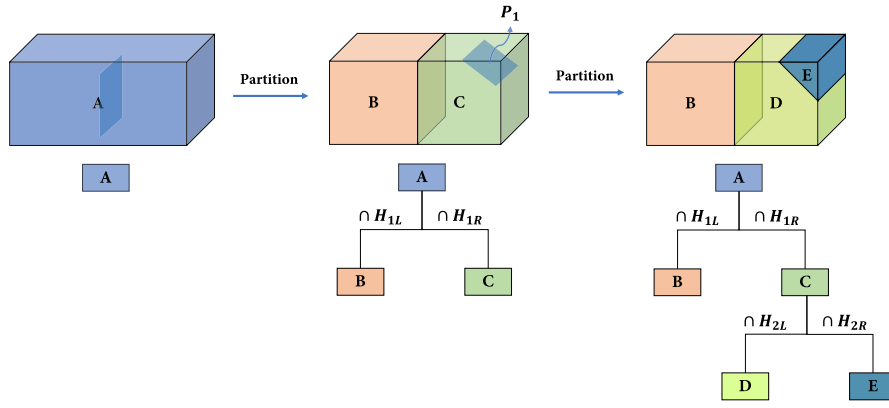 P₁
A
Partition
B
C
Partition
B
D
E
A
A
A
∩ H₁L
∩ H₁R
∩ H₁L
∩ H₁R
B
C
B
C
∩ H₂L
∩ H₂R
D
E